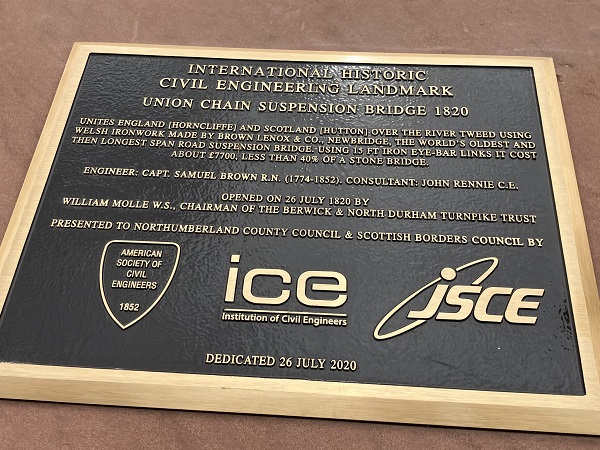 INTERNATIONAL HISTORIC
CIVIL ENGINEERING LANDMARK
UNION CHAIN SUSPENSION BRIDGE 1820
UNITES ENGLAND [HORNCLIFFE] AND SCOTLAND [HUTTON] OVER THE RIVER TWEED USING
WELSH IRONWORK MADE BY BROWN LENOX & CO., NEWBRIDGE, THE WORLD'S OLDEST AND
THEN LONGEST SPAN ROAD SUSPENSION BRIDGE. USING 15 FT IRON EYE-BAR LINKS IT COST
ABOUT £7700, LESS THAN 40% OF A STONE BRIDGE.
ENGINEER: CAPT. SAMUEL BROWN R.N. (1774-1852). CONSULTANT: JOHN RENNIE C.E.
OPENED ON 26 JULY 1820 BY
WILLIAM MOLLE W.S., CHAIRMAN OF THE BERWICK & NORTH DURHAM TURNPIKE TRUST
PRESENTED TO NORTHUMBERLAND COUNTY COUNCIL & SCOTTISH BORDERS COUNCIL BY
AMERICAN
SOCIETY OF
CIVIL
ENGINEERS
1852
ice
Institution of Civil Engineers
JSCE
DEDICATED 26 JULY 2020